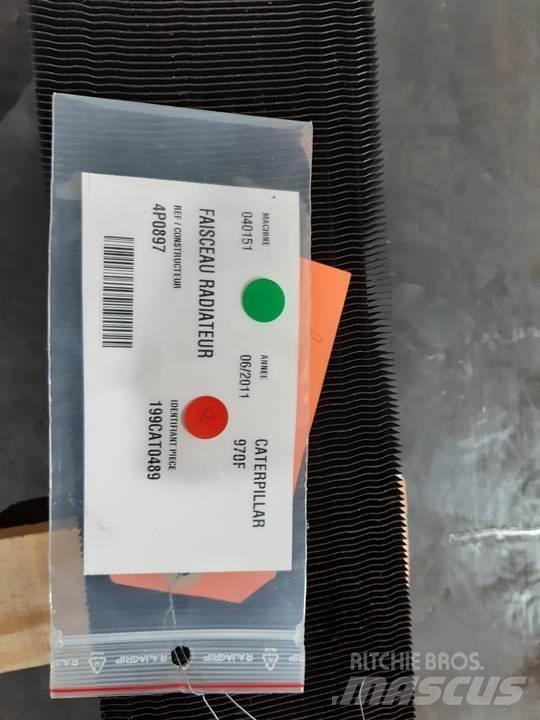 MACHINE
040151
ANNEE
06/2011
CATERPILLAR
970F
FAISCEAU RADIATEUR
REF / CONSTRUCTEUR
4P0897
IDENTIFIANT PIECE
199CAT0489
RAJAGRIP
RAJAGRIP
RITCHIE BROS.
MASCUS